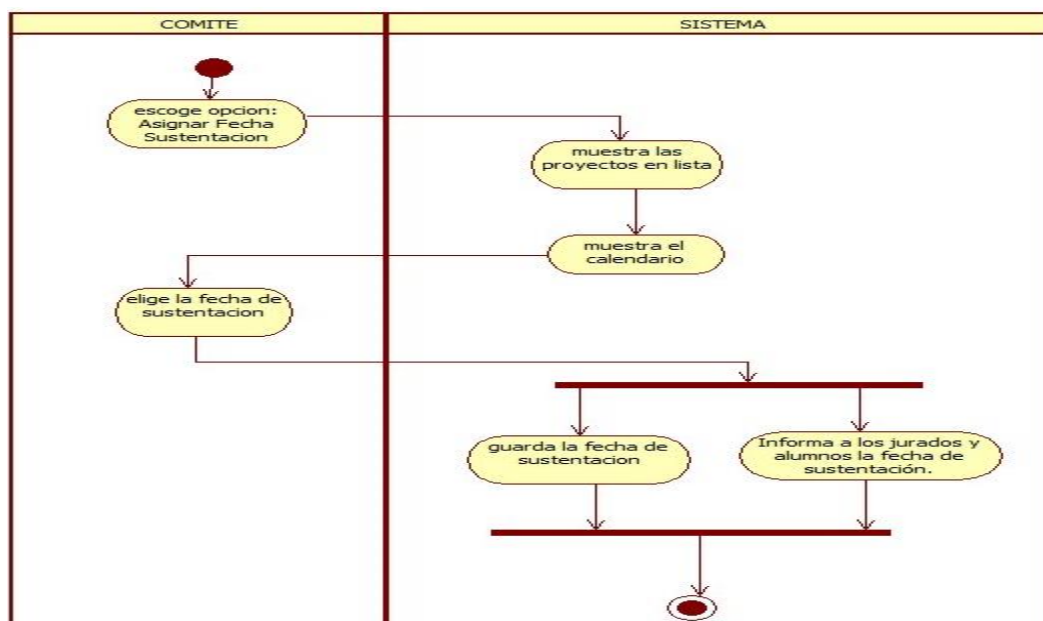 COMITE
SISTEMA
escoge opcion:
Asignar Fecha
Sustentacion
muestra las
proyectos en lista
muestra el
calendario
elige la fecha de
sustentacion
guarda la fecha de
sustentacion
Informa a los jurados y
alumnos la fecha de
sustentación.